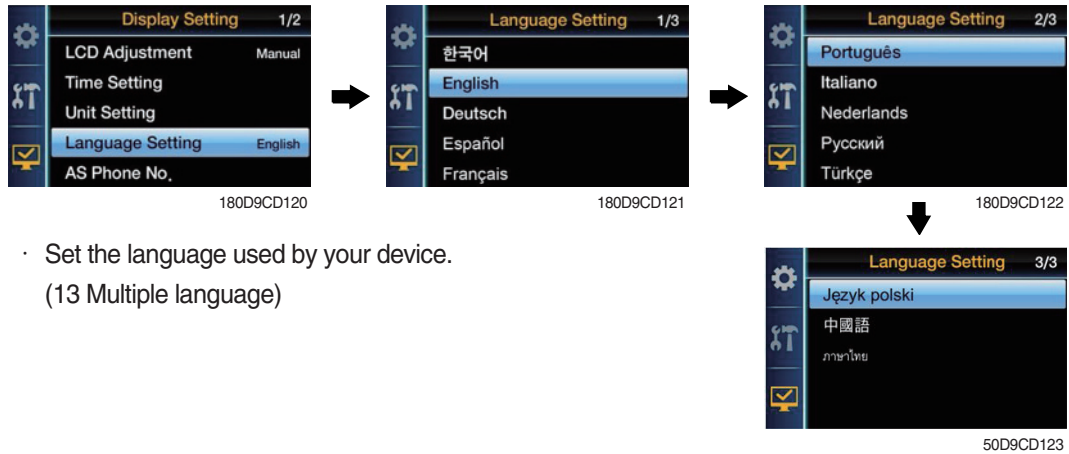 Display Setting 1/2
LCD Adjustment Manual
Time Setting
Unit Setting
Language Setting English
AS Phone No.
180D9CD120
Language Setting 1/3
한국어
English
Deutsch
Español
Français
180D9CD121
Language Setting 2/3
Português
Italiano
Nederlands
Русский
Türkçe
180D9CD122
· Set the language used by your device.
(13 Multiple language)
Language Setting 3/3
Język polski
中國語
ภาษาไทย
50D9CD123